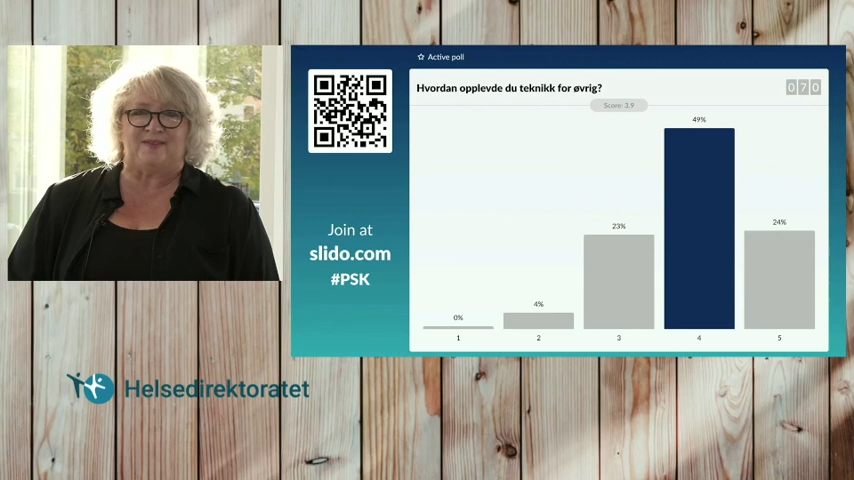 Active poll
Hvordan opplevde du teknikk for øvrig?
070
Score: 3.9
49%
24%
23%
4%
0%
1 2 3 4 5
Join at
slido.com
#PSK
Helsedirektoratet